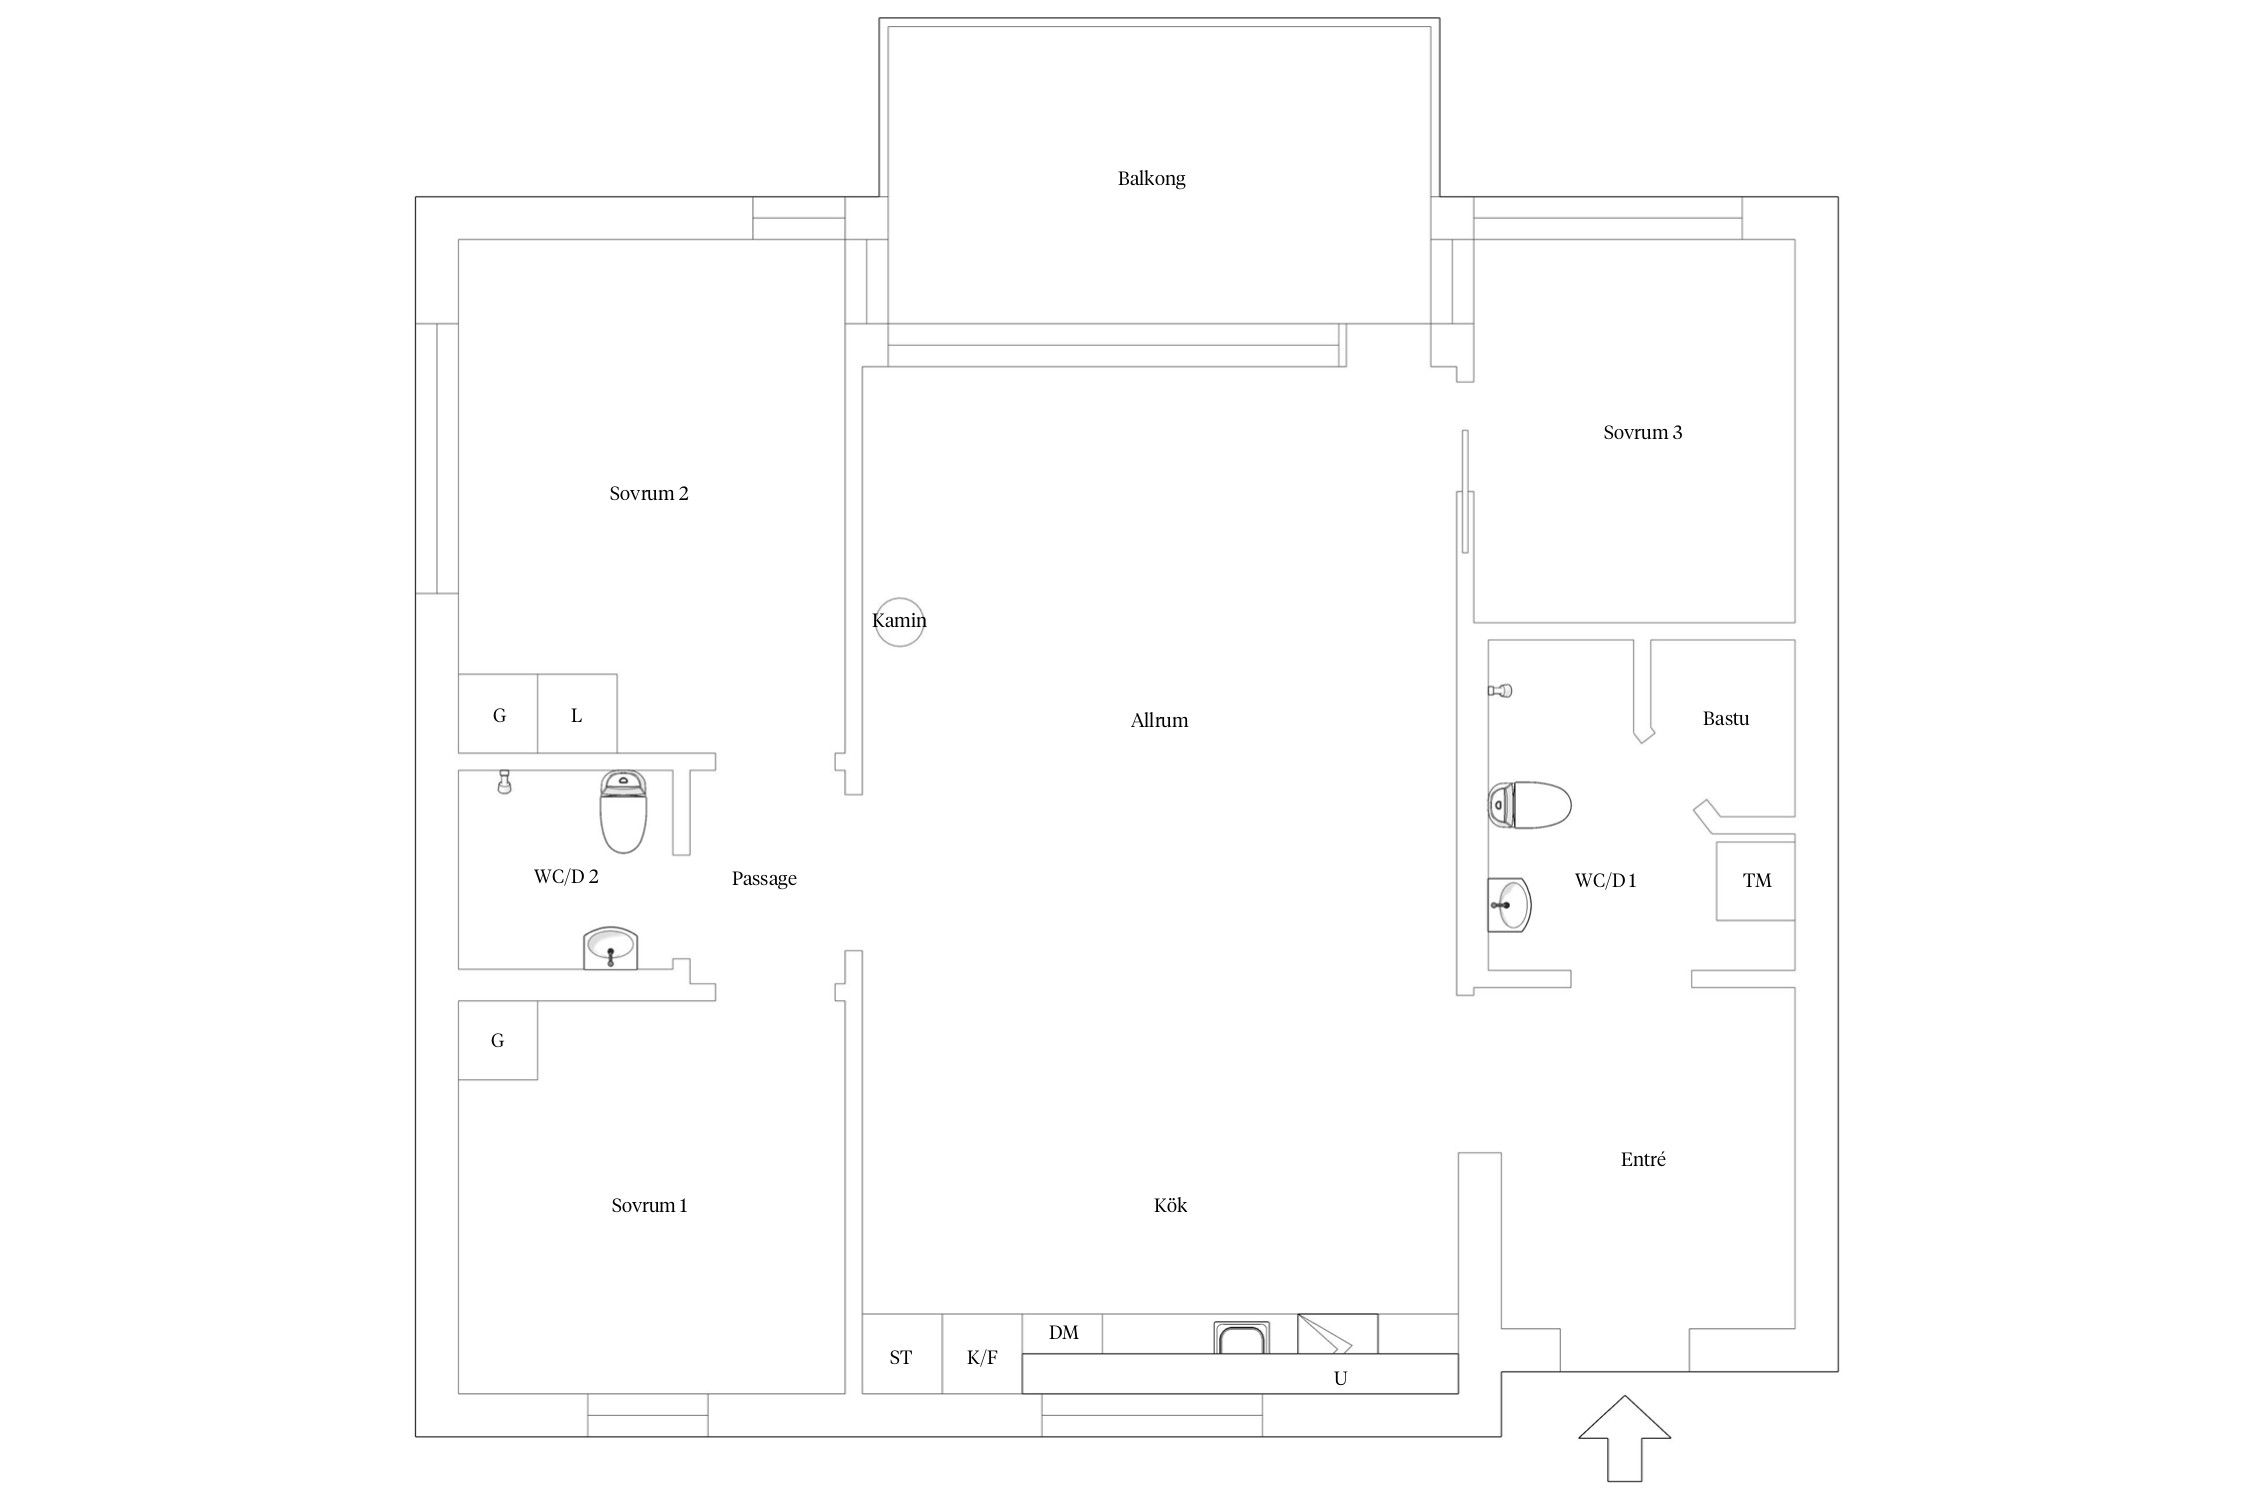 Balkong
Sovrum 3
Sovrum 2
Kamin
G
L
Allrum
Bastu
WC/D 2
Passage
WC/D 1
TM
G
Entré
Sovrum 1
Kök
DM
ST
K/F
U